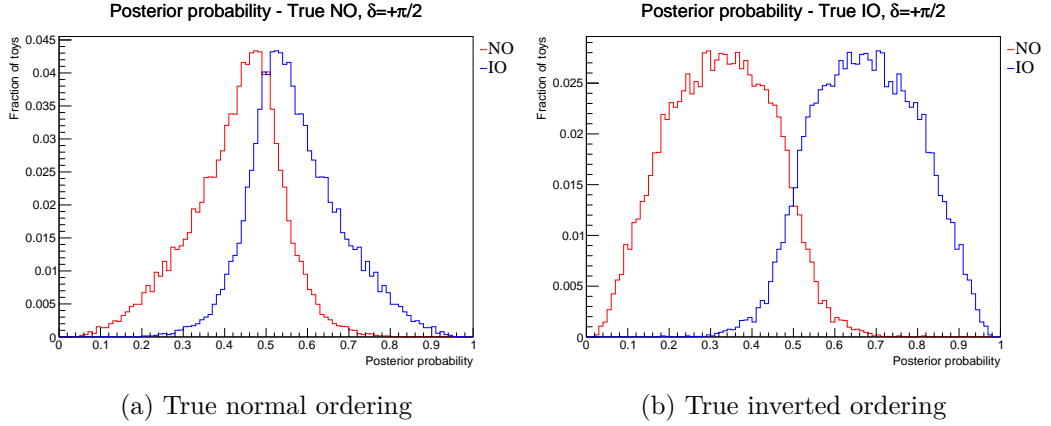 Posterior probability - True NO, δ=+π/2
Fraction of toys
0.045
0.04
0.035
0.03
0.025
0.02
0.015
0.01
0.005
0
0 0.1 0.2 0.3 0.4 0.5 0.6 0.7 0.8 0.9 1
Posterior probability
NO
IO
(a) True normal ordering
Posterior probability - True IO, δ=+π/2
Fraction of toys
0.025
0.02
0.015
0.01
0.005
0
0 0.1 0.2 0.3 0.4 0.5 0.6 0.7 0.8 0.9 1
Posterior probability
NO
IO
(b) True inverted ordering